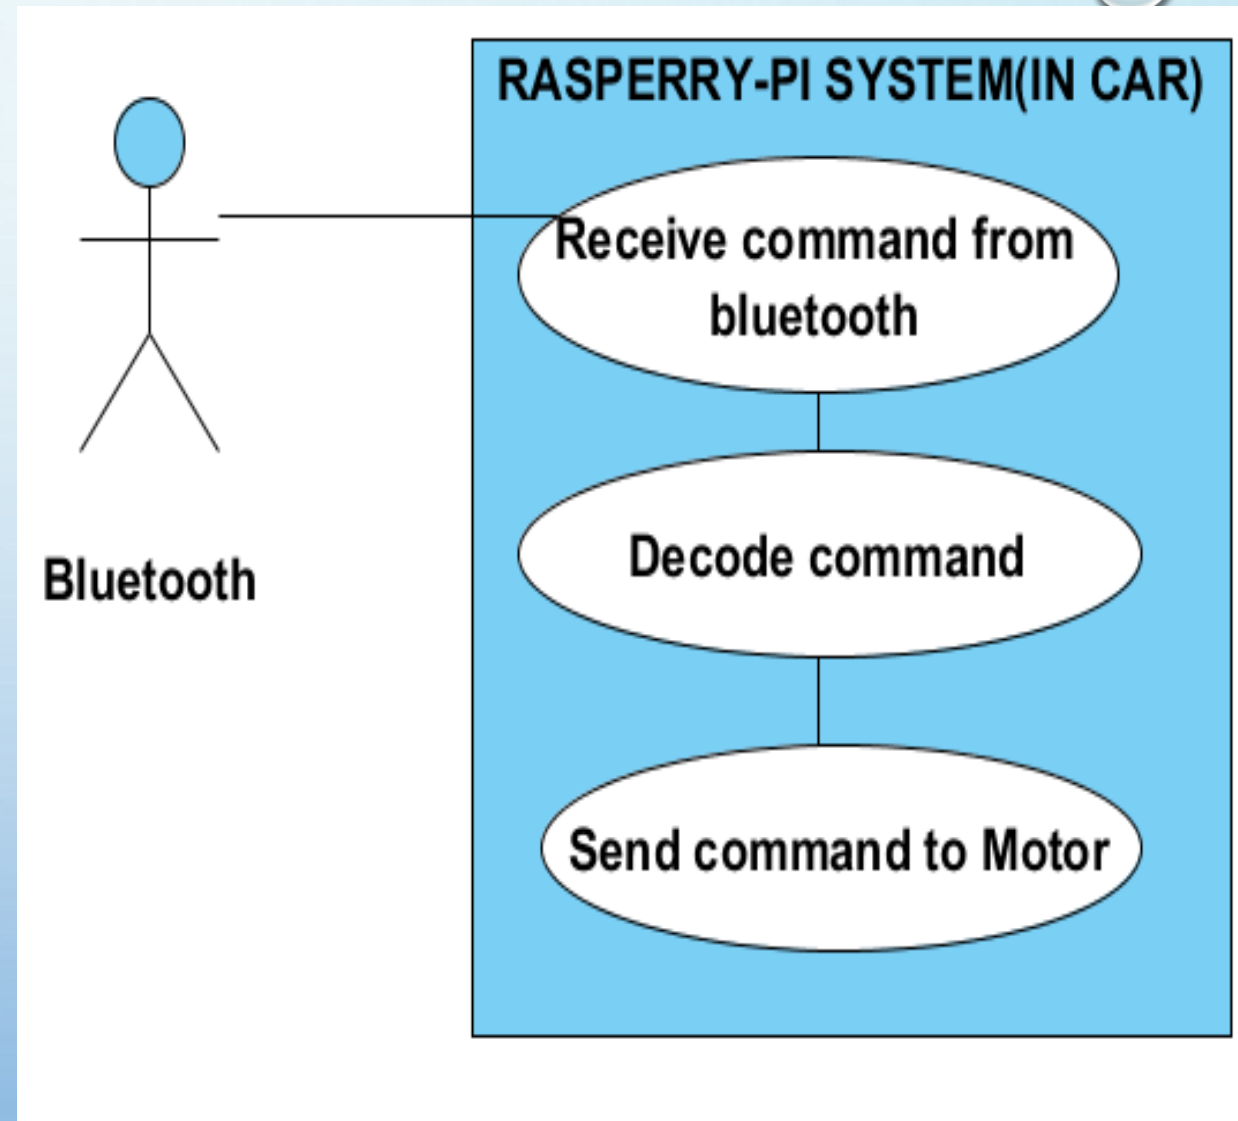 RASPERRY-PI SYSTEM(IN CAR)
Receive command from
bluetooth
Decode command
Bluetooth
Send command to Motor